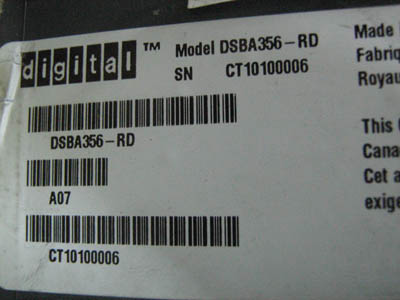 digital™ Model DSBA356-RD
SN CT10100006
DSBA356-RD
A07
CT10100006
Made
Fabriq
Royau
This
Cana
Cet a
exige